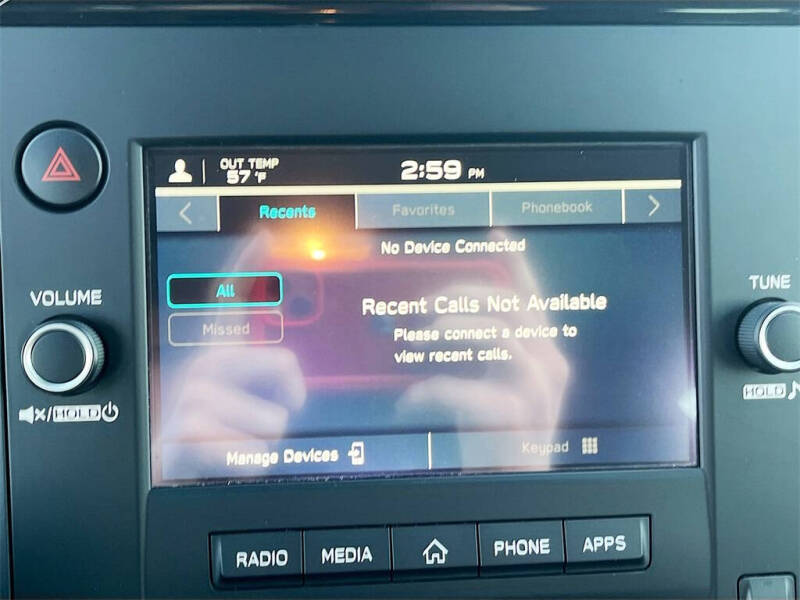 OUT TEMP
57 °F
2:59 PM
Recents
Favorites
Phonebook
No Device Connected
All
Missed
Recent Calls Not Available
Please connect a device to
view recent calls.
Manage Devices
Keypad
VOLUME
/HOLD
TUNE
HOLD
RADIO
MEDIA
PHONE
APPS